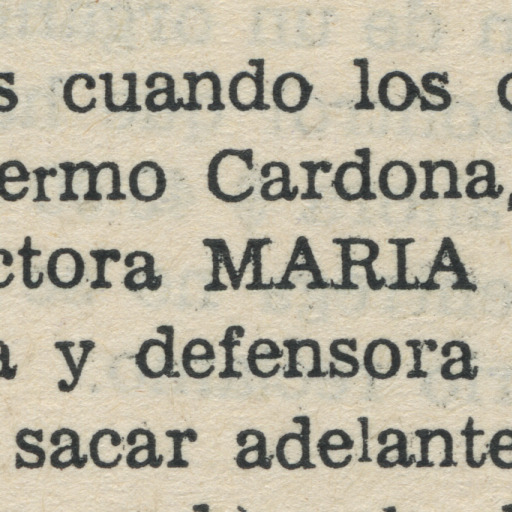 s cuando los
ermo Cardona,
ctora MARIA
a y defensora
sacar adelante